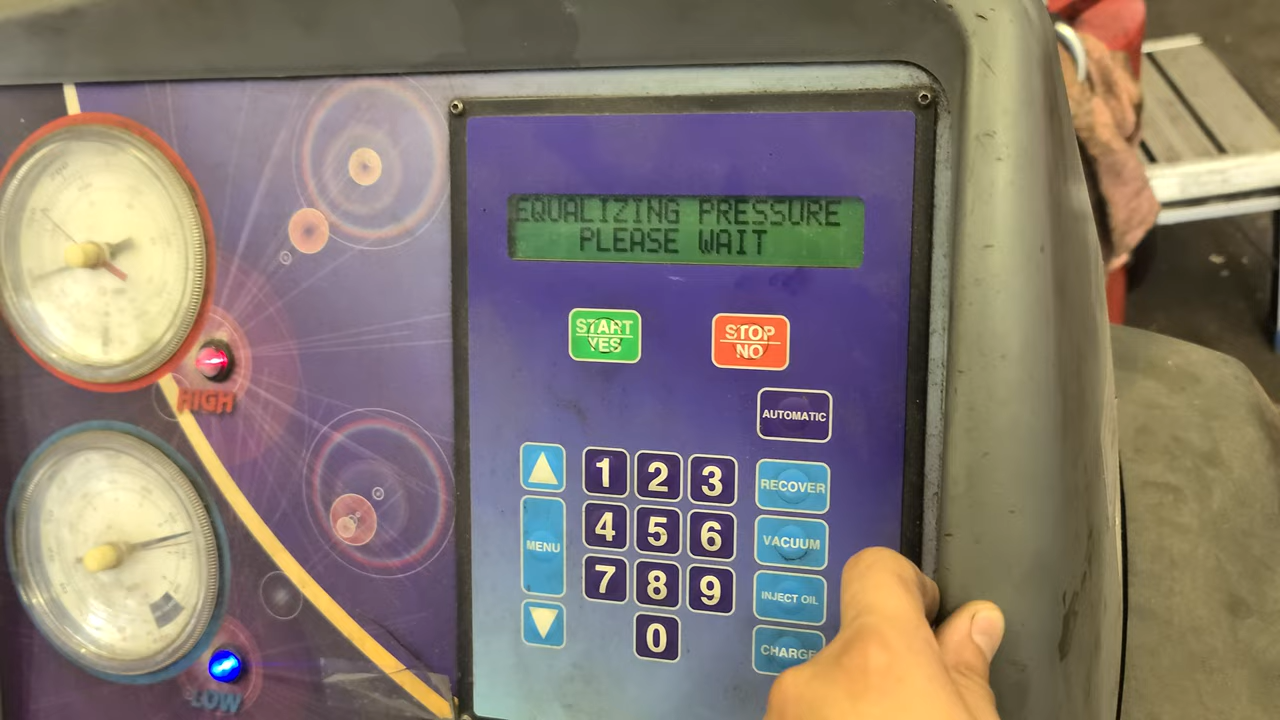 EQUALIZING PRESSURE
PLEASE WAIT
START
YES
STOP
NO
AUTOMATIC
HIGH
1 2 3
RECOVER
4 5 6
MENU
VACUUM
7 8 9
INJECT OIL
0
CHARGE
LOW